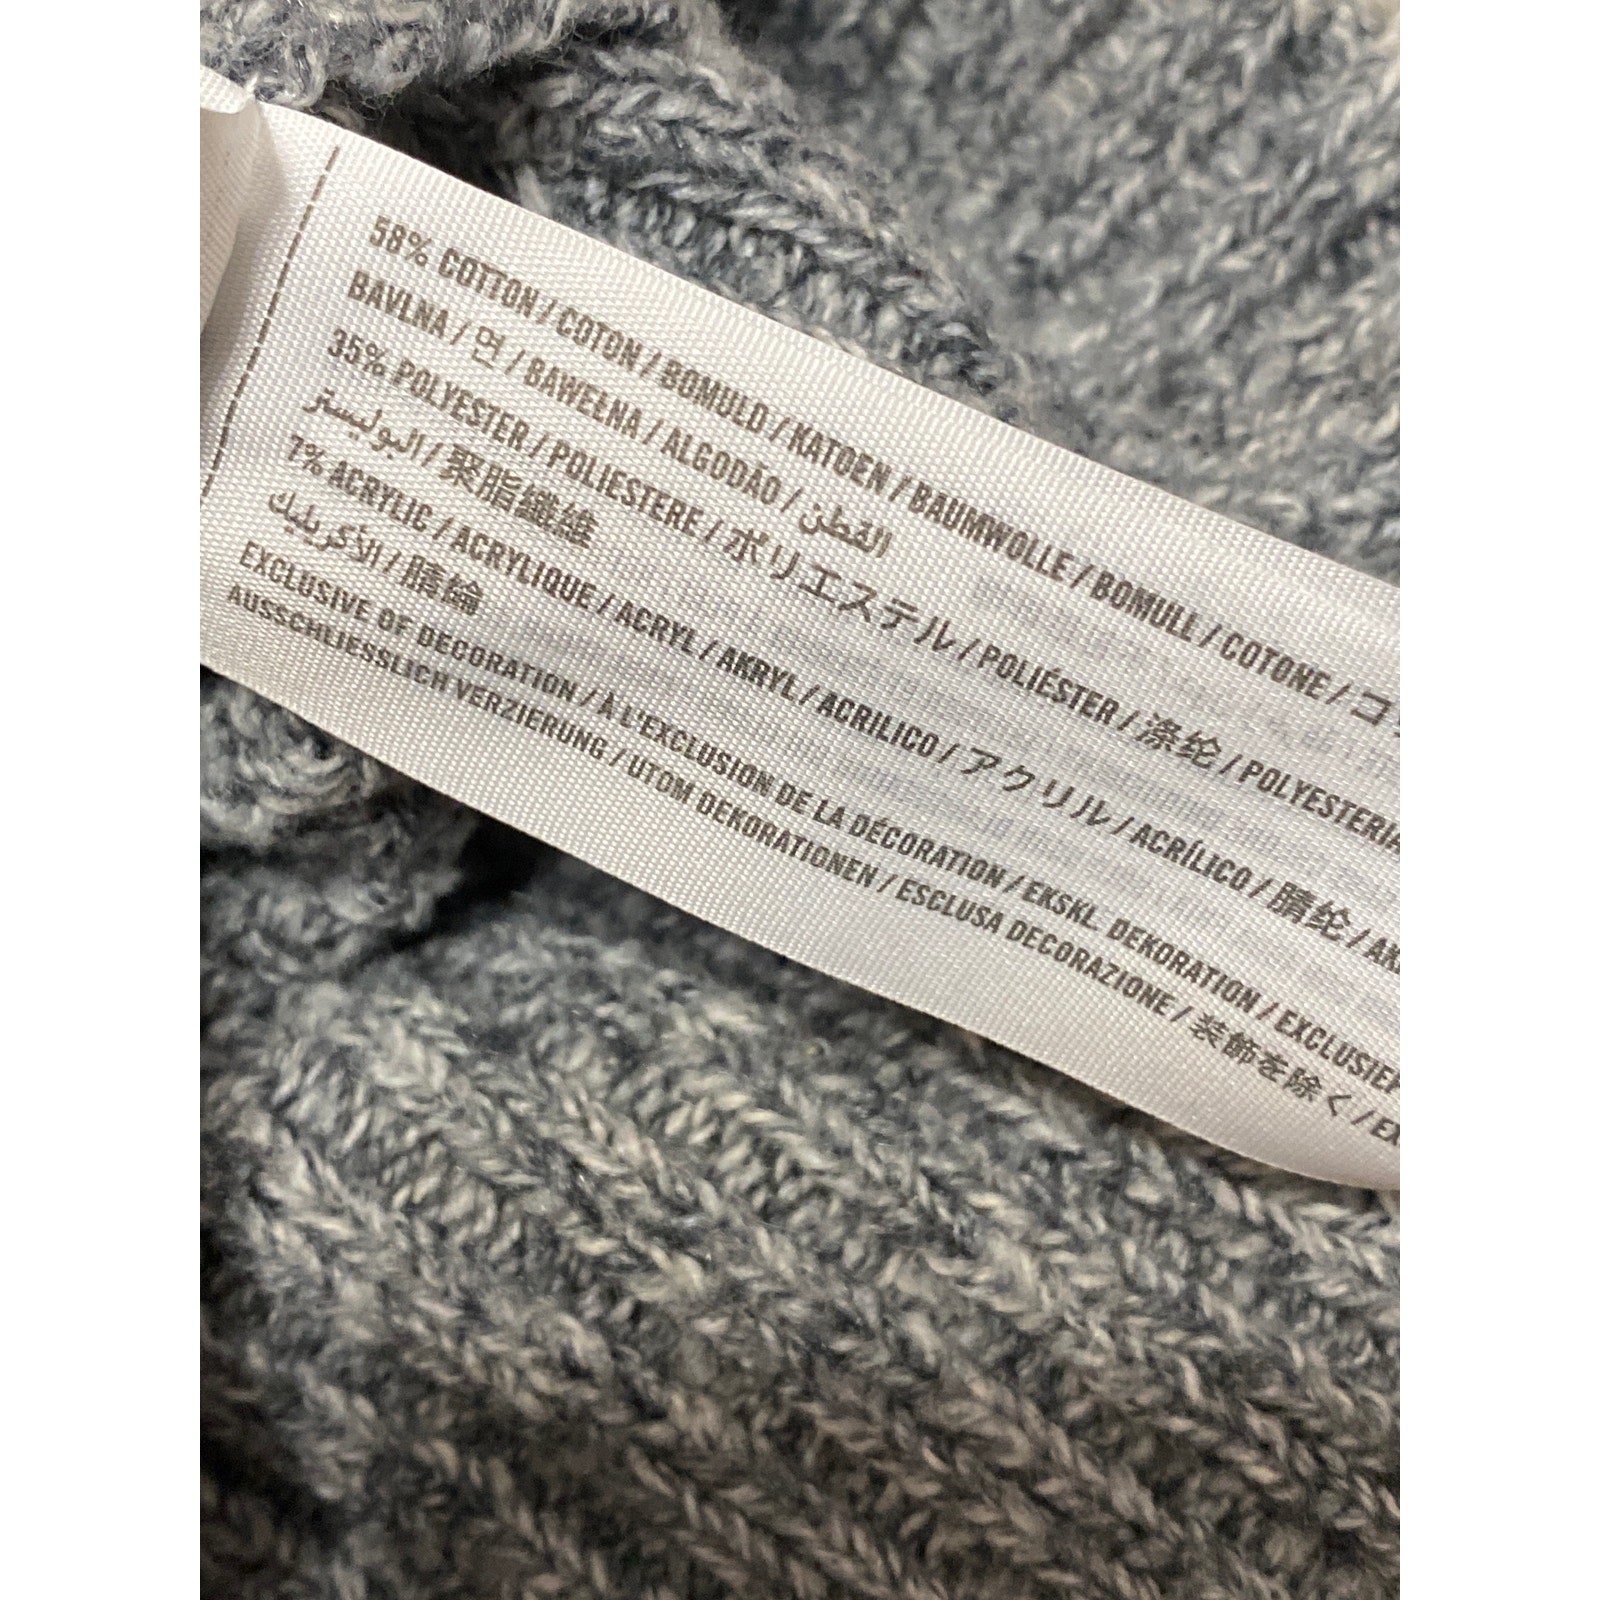 58% COTTON / COTON / BOMULD / KATOEN / BAUMWOLLE / BOMULL / COTONE /
BAVLNA / 면 / BAWEŁNA / ALGODÃO / القطن
35% POLYESTER / POLIESTERE / ポリエステル / POLIÉSTER / 涤纶 /
البوليستر / 聚脂纖維
7% ACRYLIC / ACRYLIQUE / ACRYL / AKRYL / ACRILICO / アクリル / ACRÍLICO / 腈纶 /
الأكريليك / 腈綸
EXCLUSIVE OF DECORATION / À L'EXCLUSION DE LA DÉCORATION / EKSKL. DEKORATION /
AUSSCHLIESSLICH VERZIERUNG / UTOM DEKORATIONEN / ESCLUSA DECORAZIONE / 装飾を除く /